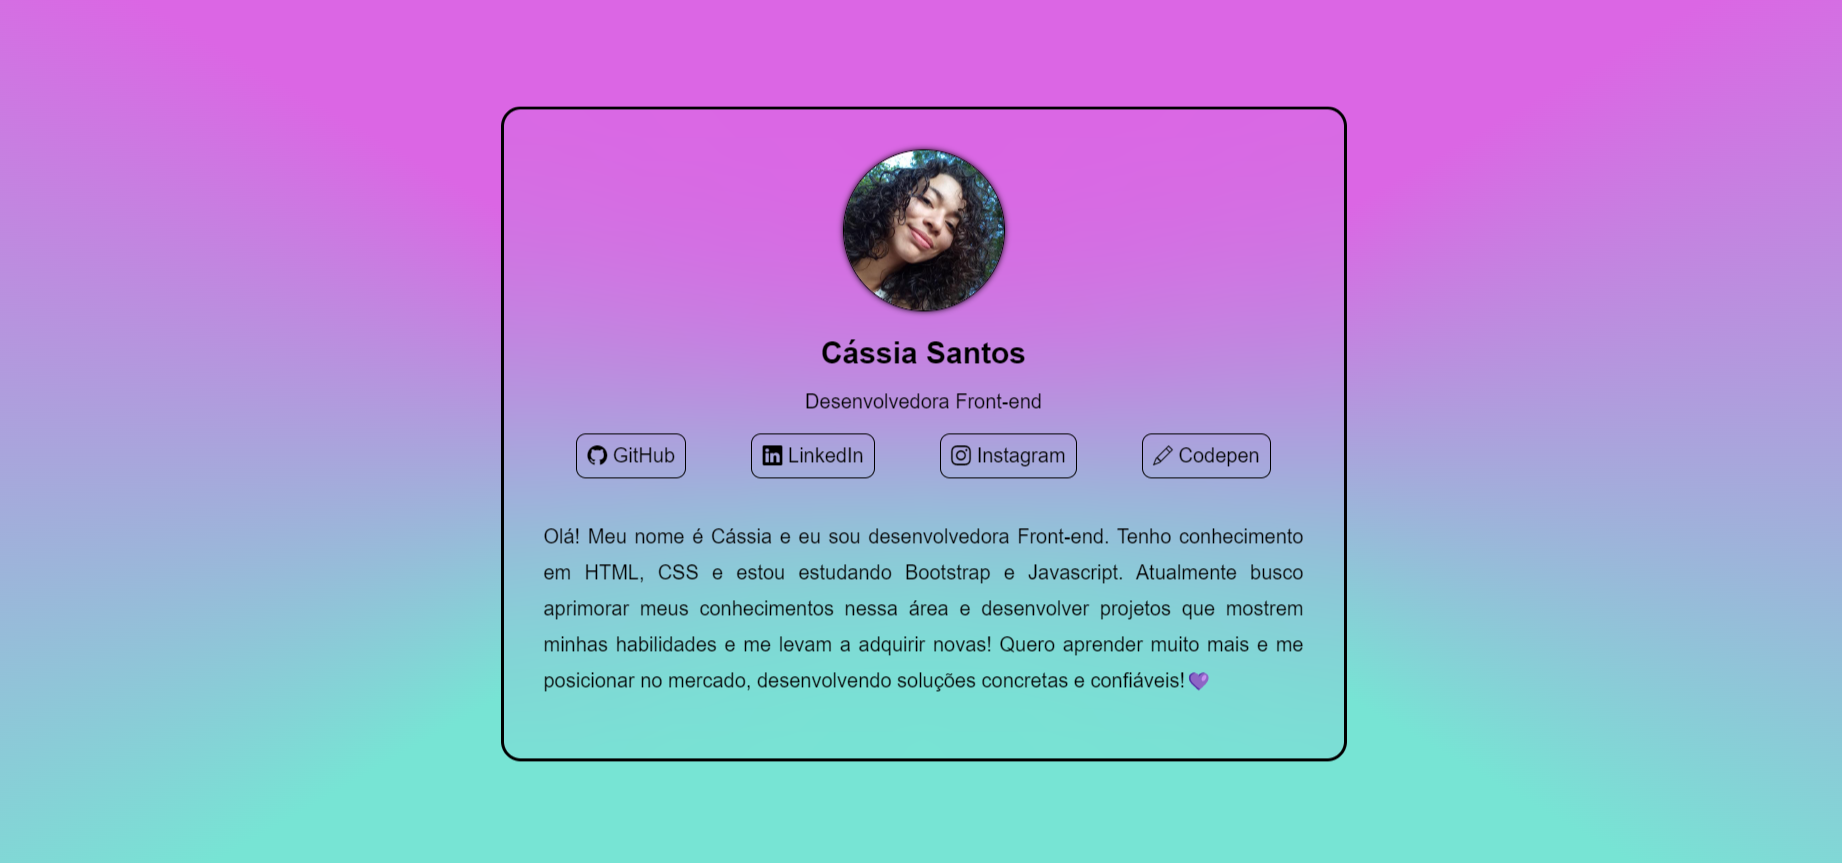 Cássia Santos
Desenvolvedora Front-end
GitHub LinkedIn Instagram Codepen
Olá! Meu nome é Cássia e eu sou desenvolvedora Front-end. Tenho conhecimento
em HTML, CSS e estou estudando Bootstrap e Javascript. Atualmente busco
aprimorar meus conhecimentos nessa área e desenvolver projetos que mostrem
minhas habilidades e me levam a adquirir novas! Quero aprender muito mais e me
posicionar no mercado, desenvolvendo soluções concretas e confiáveis!💜